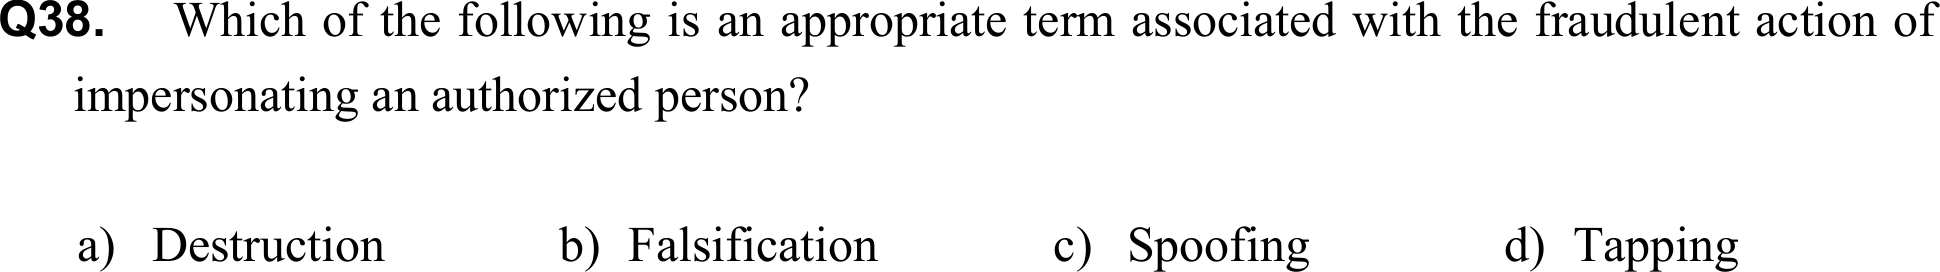 Q38. Which of the following is an appropriate term associated with the fraudulent action of
impersonating an authorized person?
a) Destruction b) Falsification c) Spoofing d) Tapping